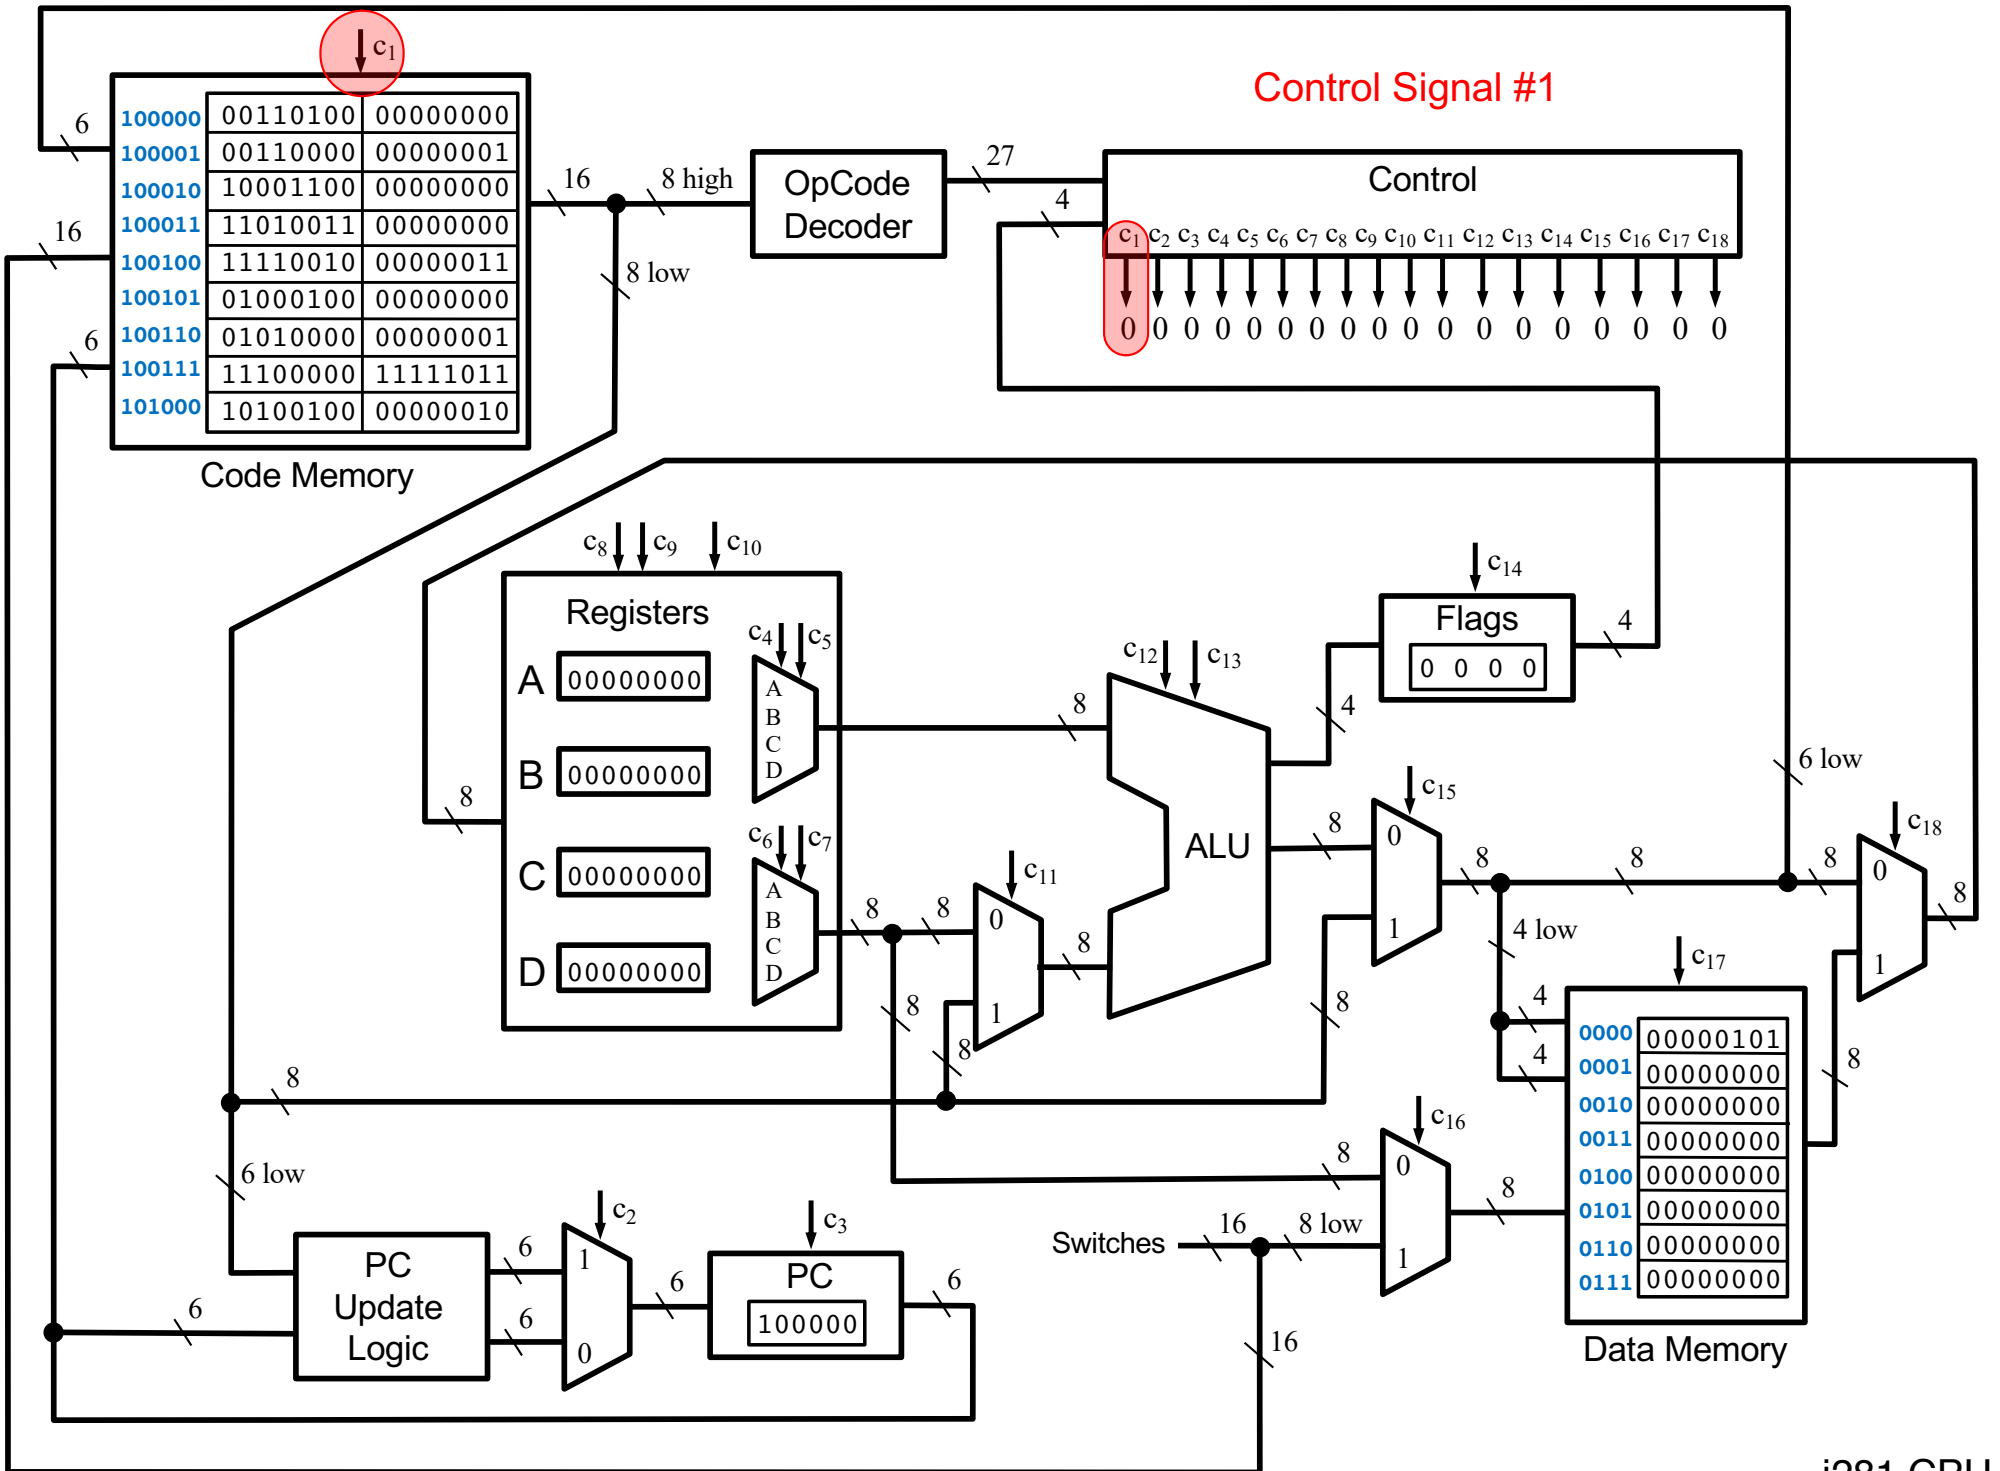 c1
Control Signal #1
6
100000 00110100 00000000
100001 00110000 00000001
100010 10001100 00000000
100011 11010011 00000000
100100 11110010 00000011
100101 01000100 00000000
100110 01010000 00000001
100111 11100000 11111011
101000 10100100 00000010
16
6
Code Memory
16
8 high
8 low
OpCode
Decoder
27
4
Control
c1 c2 c3 c4 c5 c6 c7 c8 c9 c10 c11 c12 c13 c14 c15 c16 c17 c18
0 0 0 0 0 0 0 0 0 0 0 0 0 0 0 0 0 0
c8 c9 c10
Registers
A 00000000
B 00000000
C 00000000
D 00000000
8
c4 c5
A
B
C
D
c6 c7
A
B
C
D
8
8
8
8
c11
0
1
8
8
c12 c13
ALU
4
8
c14
Flags
0 0 0 0
4
c15
0
1
8
8
8
8
6 low
4 low
4
4
c18
0
1
8
c17
0000 00000101
0001 00000000
0010 00000000
0011 00000000
0100 00000000
0101 00000000
0110 00000000
0111 00000000
Data Memory
8
8
6 low
6
PC
Update
Logic
6
6
c2
1
0
6
c3
PC
100000
6
Switches
16
8 low
16
8
c16
0
1
8